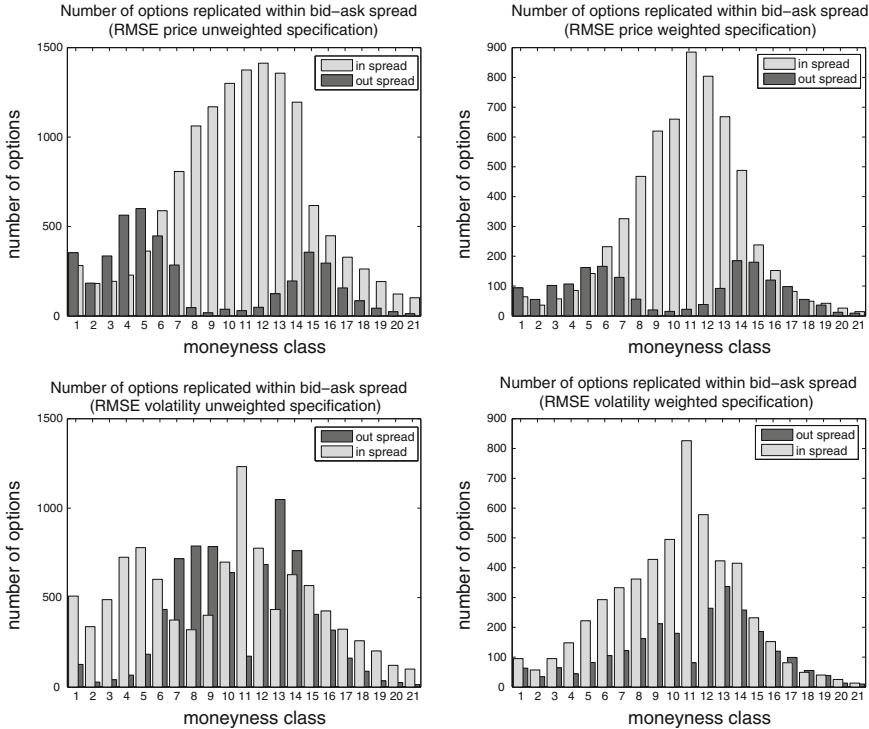 Number of options replicated within bid−ask spread
(RMSE price unweighted specification)
1500
1000
500
0
number of options
in spread
out spread
1 2 3 4 5 6 7 8 9 10 11 12 13 14 15 16 17 18 19 20 21
moneyness class
Number of options replicated within bid−ask spread
(RMSE price weighted specification)
900
800
700
600
500
400
300
200
100
0
number of options
in spread
out spread
1 2 3 4 5 6 7 8 9 10 11 12 13 14 15 16 17 18 19 20 21
moneyness class
Number of options replicated within bid−ask spread
(RMSE volatility unweighted specification)
1500
1000
500
0
number of options
out spread
in spread
1 2 3 4 5 6 7 8 9 10 11 12 13 14 15 16 17 18 19 20 21
moneyness class
Number of options replicated within bid−ask spread
(RMSE volatility weighted specification)
900
800
700
600
500
400
300
200
100
0
number of options
out spread
in spread
1 2 3 4 5 6 7 8 9 10 11 12 13 14 15 16 17 18 19 20 21
moneyness class